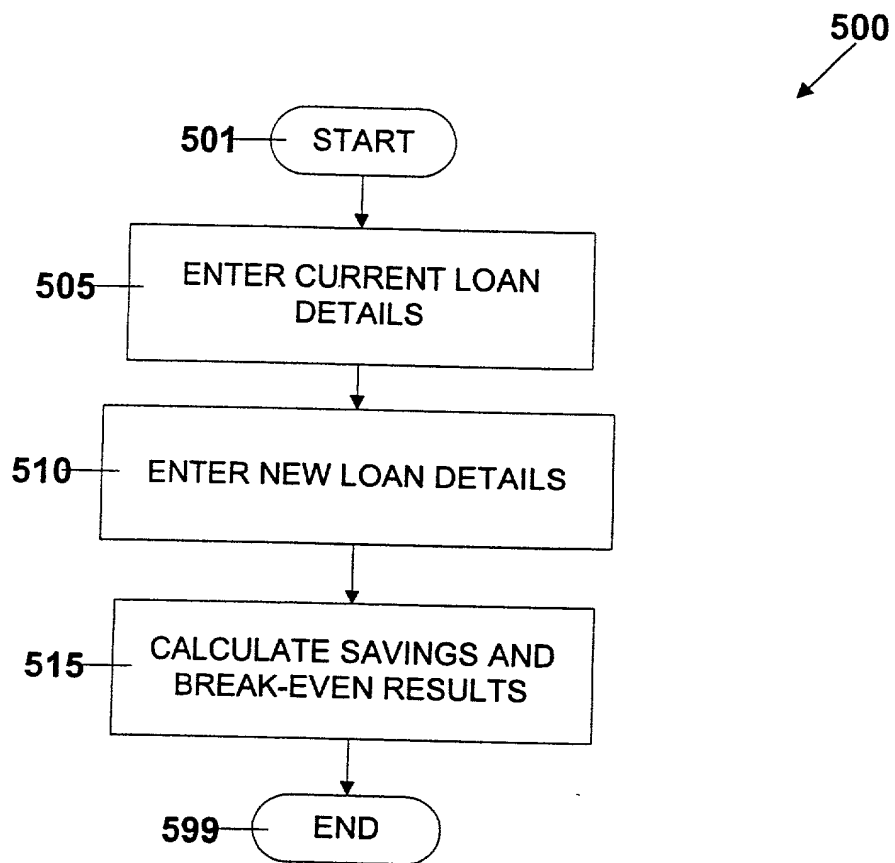 500
501 START
505 ENTER CURRENT LOAN
DETAILS
510 ENTER NEW LOAN DETAILS
515 CALCULATE SAVINGS AND
BREAK-EVEN RESULTS
599 END